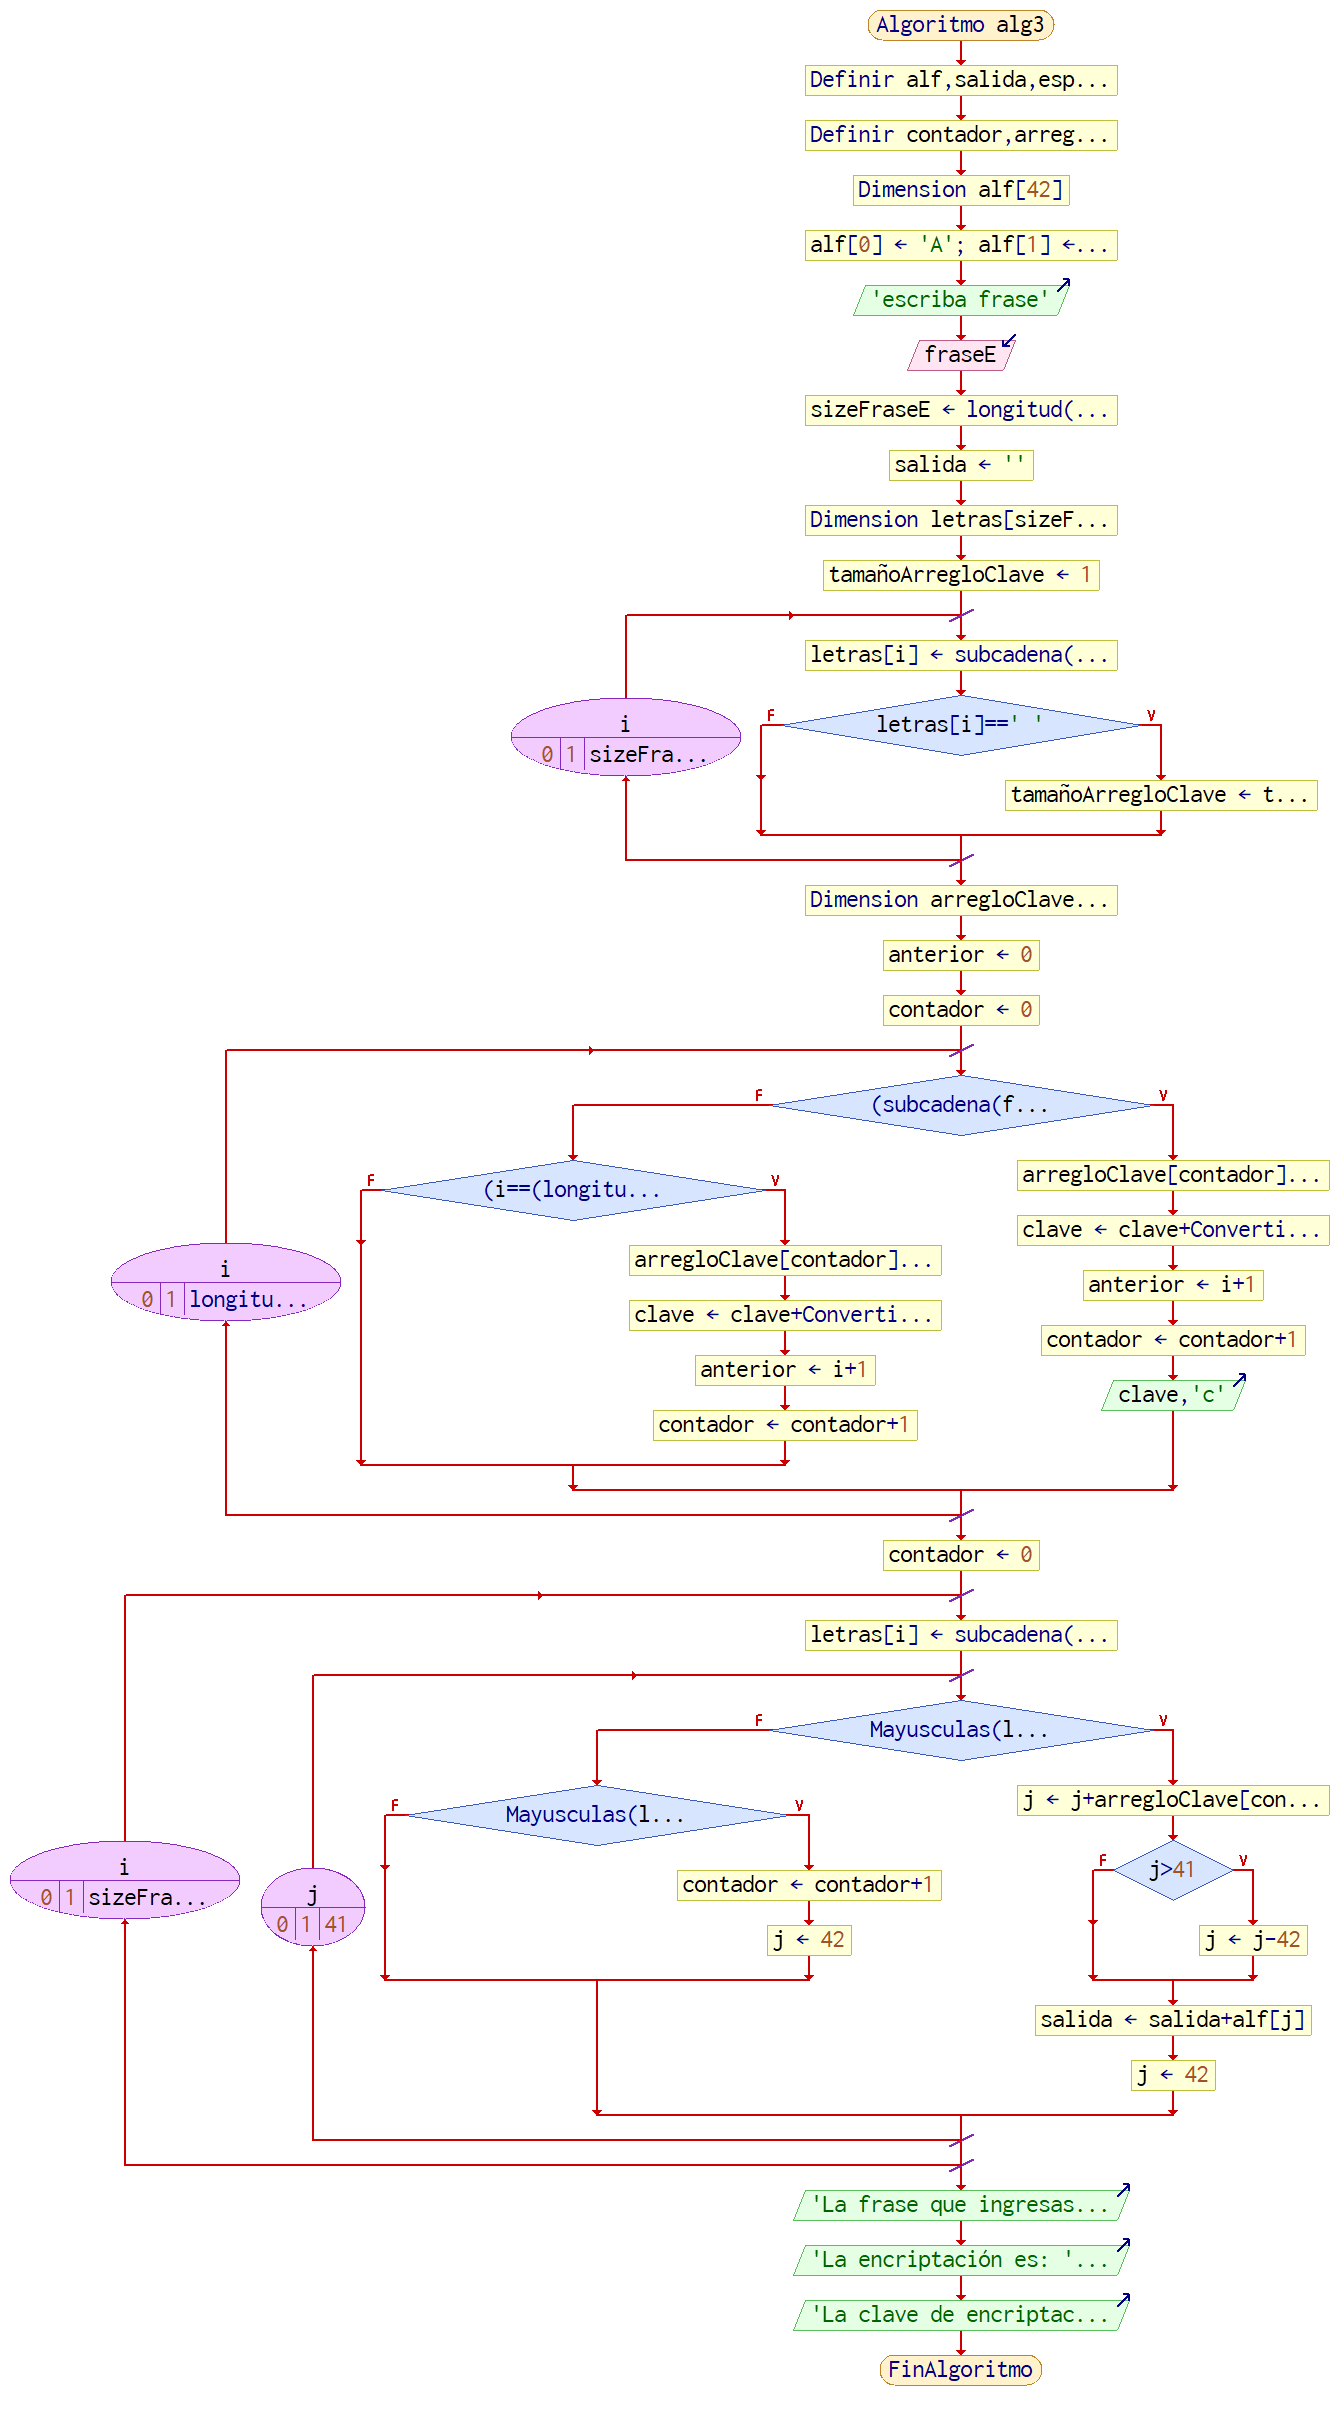 Algoritmo alg3
Definir alf,salida,esp...
Definir contador,arreg...
Dimension alf[42]
alf[0] ← 'A'; alf[1] ←...
'escriba frase'
fraseE
sizeFraseE ← longitud(...
salida ← ''
Dimension letras[sizeF...
tamañoArregloClave ← 1
letras[i] ← subcadena(...
i
0 1 sizeFra...
F
letras[i]==' '
V
tamañoArregloClave ← t...
Dimension arregloClave...
anterior ← 0
contador ← 0
i
0 1 longitu...
F
(subcadena(f...
V
F
(i==(longitu...
V
arregloClave[contador]...
clave ← clave+Converti...
anterior ← i+1
contador ← contador+1
arregloClave[contador]...
clave ← clave+Converti...
anterior ← i+1
contador ← contador+1
clave,'c'
contador ← 0
i
0 1 sizeFra...
letras[i] ← subcadena(...
j
0 1 41
F
Mayusculas(l...
V
F
Mayusculas(l...
V
contador ← contador+1
j ← 42
j ← j+arregloClave[con...
F
j>41
V
j ← j-42
salida ← salida+alf[j]
j ← 42
'La frase que ingresas...
'La encriptación es: '...
'La clave de encriptac...
FinAlgoritmo